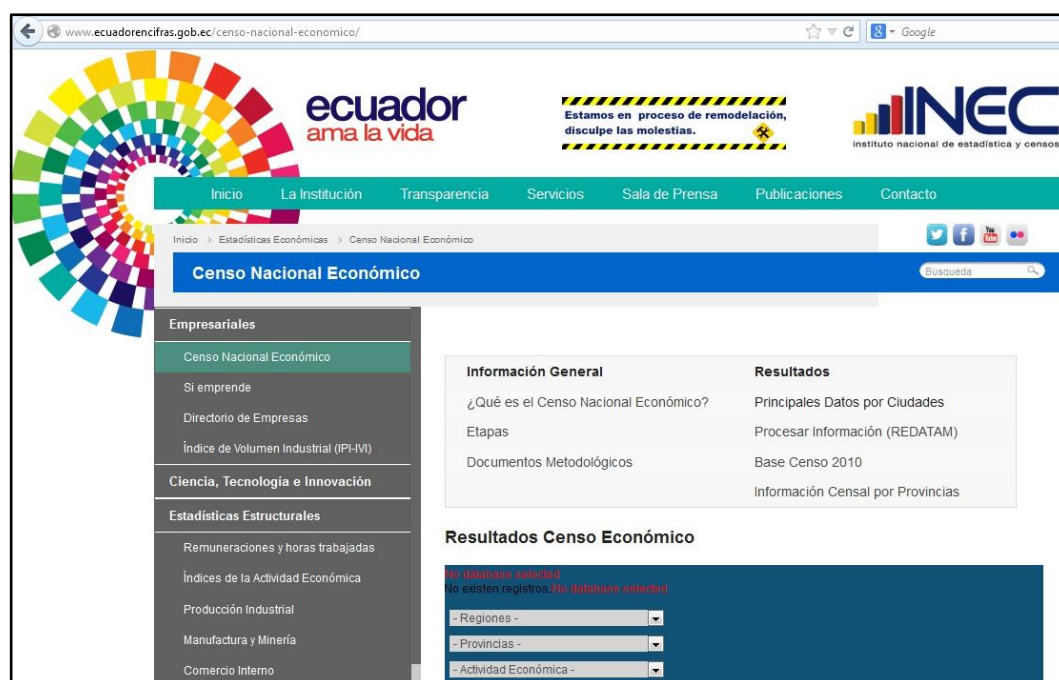 www.ecuadorencifras.gob.ec/censo-nacional-economico/
Google
ecuador
ama la vida
Estamos en proceso de remodelación,
disculpe las molestias.
INEC
instituto nacional de estadística y censos
Inicio La Institución Transparencia Servicios Sala de Prensa Publicaciones Contacto
Inicio > Estadísticas Económicas > Censo Nacional Económico
You Tube
Censo Nacional Económico
Búsqueda
Empresariales
Censo Nacional Económico
Si emprende
Directorio de Empresas
Índice de Volumen Industrial (IPI-IVI)
Ciencia, Tecnología e Innovación
Estadísticas Estructurales
Remuneraciones y horas trabajadas
Índices de la Actividad Económica
Producción Industrial
Manufactura y Minería
Comercio Interno
Información General
¿Qué es el Censo Nacional Económico?
Etapas
Documentos Metodológicos
Resultados
Principales Datos por Ciudades
Procesar Información (REDATAM)
Base Censo 2010
Información Censal por Provincias
Resultados Censo Económico
No database selected
No existen registros.No database selected
- Regiones -
- Provincias -
- Actividad Económica -